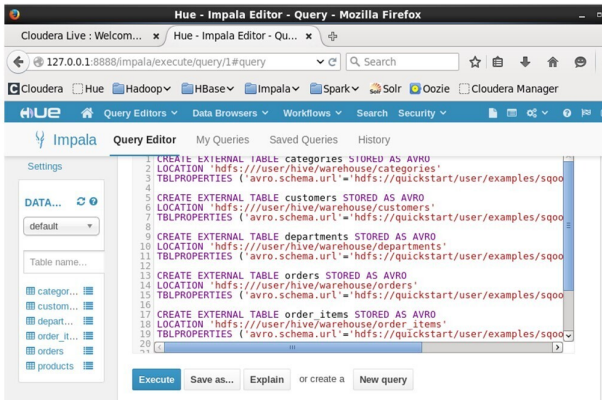 Hue - Impala Editor - Query - Mozilla Firefox
Cloudera Live : Welcom... × Hue - Impala Editor - Qu... ×
127.0.0.1:8888/impala/execute/query/1#query Search
Cloudera Hue Hadoop HBase Impala Spark Solr Oozie Cloudera Manager
HUE Query Editors Data Browsers Workflows Search Security
Impala Query Editor My Queries Saved Queries History
Settings
DATA...
default
Table name...
categor...
custom...
depart...
order_it...
orders
products
1 CREATE EXTERNAL TABLE categories STORED AS AVRO
2 LOCATION 'hdfs:///user/hive/warehouse/categories'
3 TBLPROPERTIES ('avro.schema.url'='hdfs://quickstart/user/examples/sqoo
4
5 CREATE EXTERNAL TABLE customers STORED AS AVRO
6 LOCATION 'hdfs:///user/hive/warehouse/customers'
7 TBLPROPERTIES ('avro.schema.url'='hdfs://quickstart/user/examples/sqoo
8
9 CREATE EXTERNAL TABLE departments STORED AS AVRO
10 LOCATION 'hdfs:///user/hive/warehouse/departments'
11 TBLPROPERTIES ('avro.schema.url'='hdfs://quickstart/user/examples/sqoo
12
13 CREATE EXTERNAL TABLE orders STORED AS AVRO
14 LOCATION 'hdfs:///user/hive/warehouse/orders'
15 TBLPROPERTIES ('avro.schema.url'='hdfs://quickstart/user/examples/sqoo
16
17 CREATE EXTERNAL TABLE order_items STORED AS AVRO
18 LOCATION 'hdfs:///user/hive/warehouse/order_items'
19 TBLPROPERTIES ('avro.schema.url'='hdfs://quickstart/user/examples/sqoo
20
21
Execute Save as... Explain or create a New query